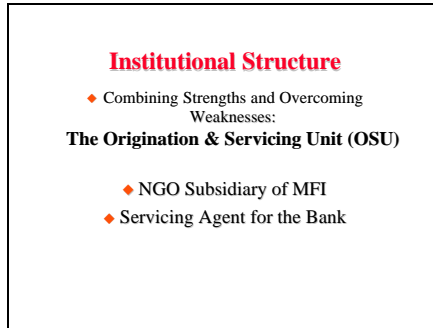 Institutional Structure
◆ Combining Strengths and Overcoming
Weaknesses:
The Origination & Servicing Unit (OSU)
◆ NGO Subsidiary of MFI
◆ Servicing Agent for the Bank